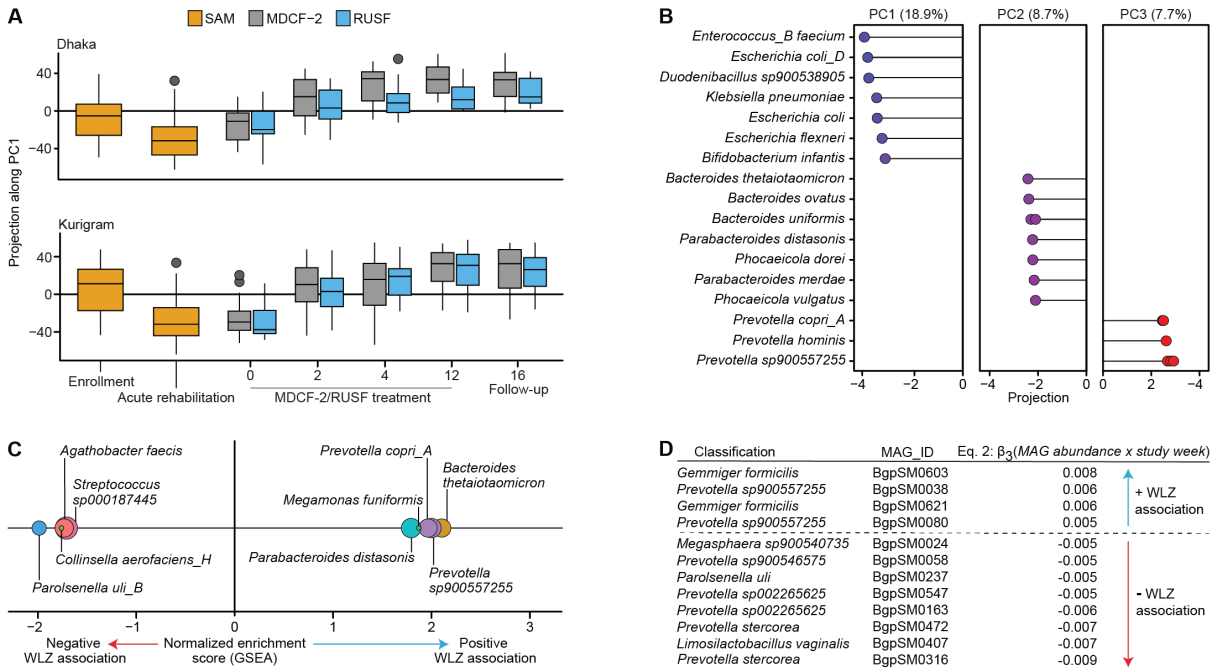 A
SAM MDCF−2 RUSF
Dhaka
40
0
−40
Kurigram
40
0
−40
Projection along PC1
Enrollment
Acute rehabilitation
0 2 4 12 16
MDCF−2/RUSF treatment
Follow-up
B
PC1 (18.9%) PC2 (8.7%) PC3 (7.7%)
Enterococcus_B faecium
Escherichia coli_D
Duodenibacillus sp900538905
Klebsiella pneumoniae
Escherichia coli
Escherichia flexneri
Bifidobacterium infantis
Bacteroides thetaiotaomicron
Bacteroides ovatus
Bacteroides uniformis
Parabacteroides distasonis
Phocaeicola dorei
Parabacteroides merdae
Phocaeicola vulgatus
Prevotella copri_A
Prevotella hominis
Prevotella sp900557255
−4 −2 0 −4 −2 0 0 2 −4
Projection
C
Agathobacter faecis
Streptococcus
sp000187445
Collinsella aerofaciens_H
Parolsenella uli_B
Prevotella copri_A
Bacteroides
thetaiotaomicron
Megamonas funiformis
Parabacteroides distasonis
Prevotella
sp900557255
−2 −1 0 1 2 3
Negative
WLZ association
Normalized enrichment
score (GSEA)
Positive
WLZ association
D
Classification MAG_ID Eq. 2: β3(MAG abundance x study week)
Gemmiger formicilis BgpSM0603 0.008
Prevotella sp900557255 BgpSM0038 0.006
Gemmiger formicilis BgpSM0621 0.006
Prevotella sp900557255 BgpSM0080 0.005
+ WLZ
association
Megasphaera sp900540735 BgpSM0024 -0.005
Prevotella sp900546575 BgpSM0058 -0.005
Parolsenella uli BgpSM0237 -0.005
Prevotella sp002265625 BgpSM0547 -0.005
Prevotella sp002265625 BgpSM0163 -0.006
Prevotella stercorea BgpSM0472 -0.007
Limosilactobacillus vaginalis BgpSM0407 -0.007
Prevotella stercorea BgpSM0316 -0.009
- WLZ
association